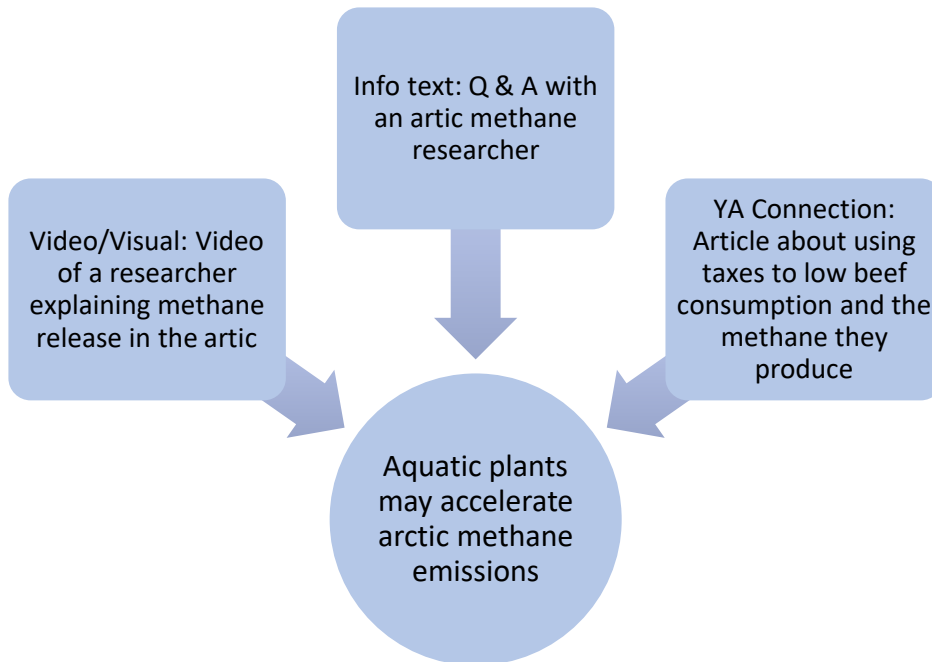 Info text: Q & A with
an artic methane
researcher
Video/Visual: Video
of a researcher
explaining methane
release in the artic
YA Connection:
Article about using
taxes to low beef
consumption and the
methane they
produce
Aquatic plants
may accelerate
arctic methane
emissions